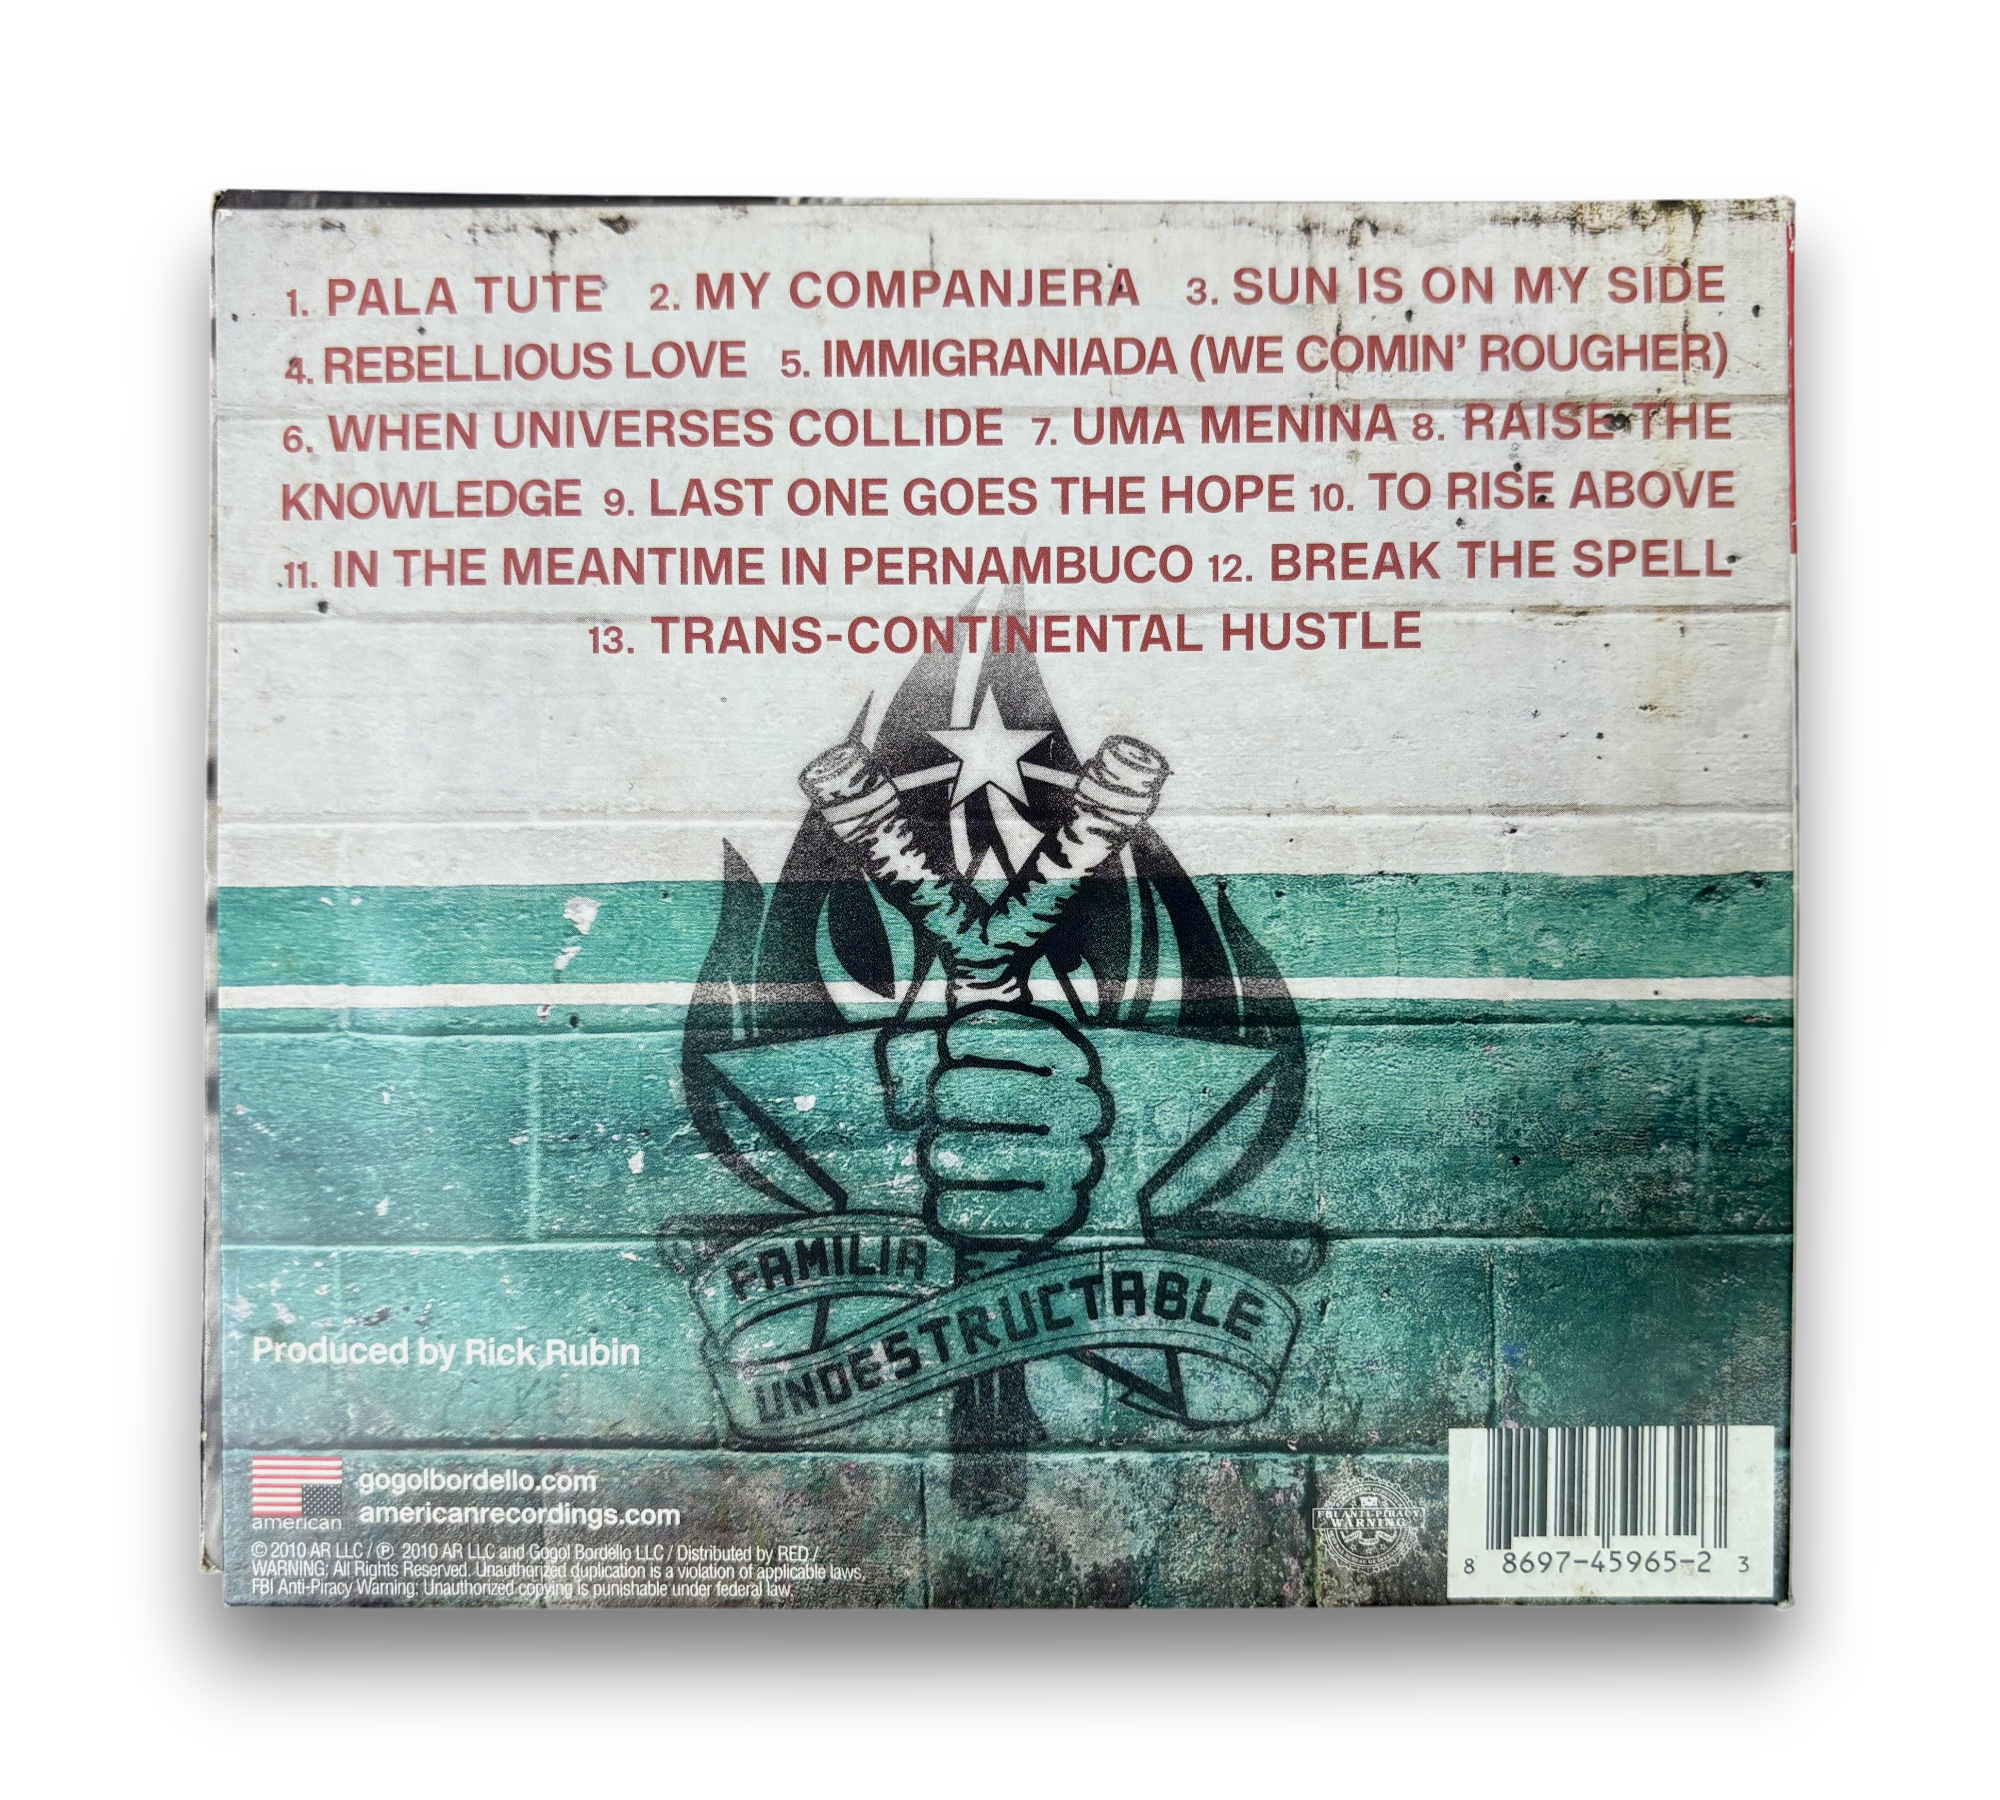 1. PALA TUTE 2. MY COMPANJERA 3. SUN IS ON MY SIDE
4. REBELLIOUS LOVE 5. IMMIGRANIADA (WE COMIN' ROUGHER)
6. WHEN UNIVERSES COLLIDE 7. UMA MENINA 8. RAISE THE
KNOWLEDGE 9. LAST ONE GOES THE HOPE 10. TO RISE ABOVE
11. IN THE MEANTIME IN PERNAMBUCO 12. BREAK THE SPELL
13. TRANS-CONTINENTAL HUSTLE
FAMILIA
UNDESTRUCTABLE
Produced by Rick Rubin
gogolbordello.com
americanrecordings.com
american
© 2010 AR LLC / ℗ 2010 AR LLC and Gogol Bordello LLC / Distributed by RED /
WARNING: All Rights Reserved. Unauthorized duplication is a violation of applicable laws.
FBI Anti-Piracy Warning: Unauthorized copying is punishable under federal law.
FBI ANTI-PIRACY
WARNING
8 8697-45965-2 3